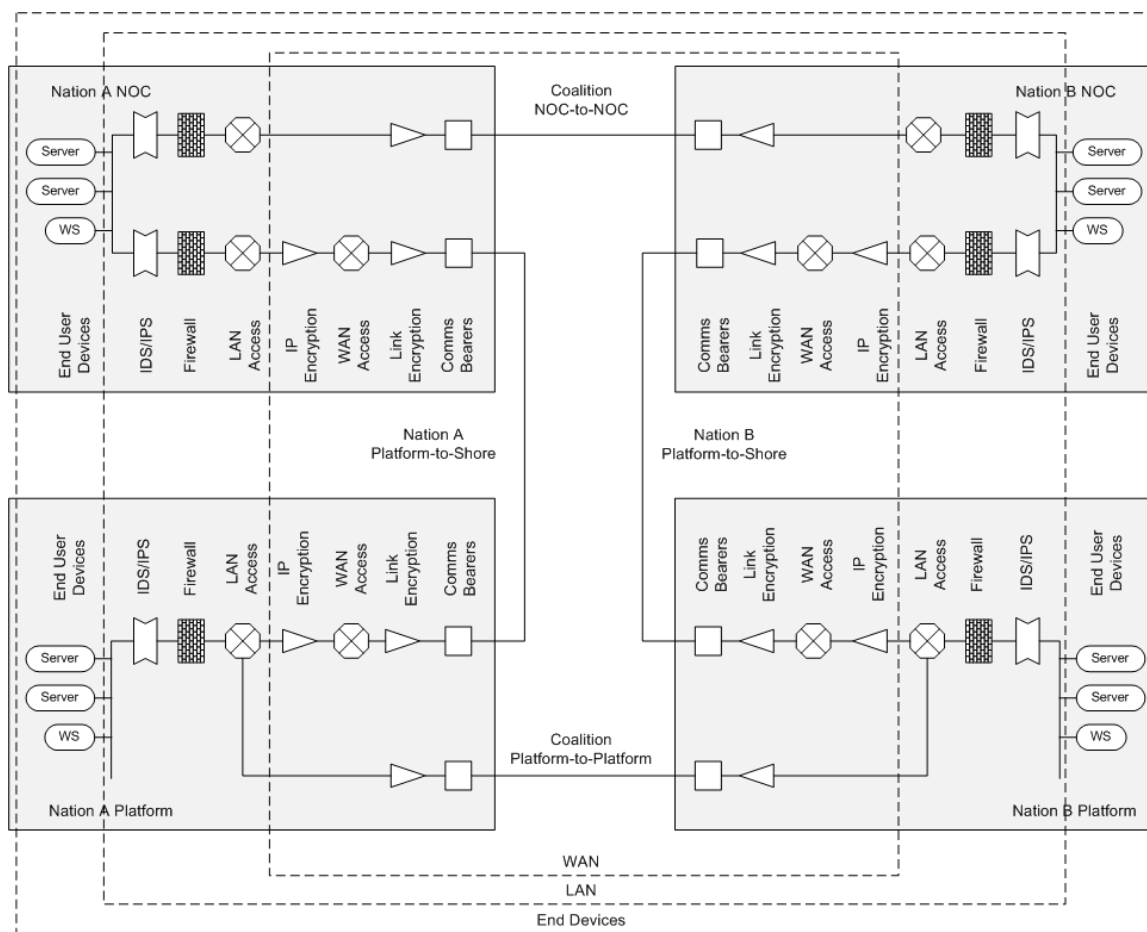 Nation A NOC
Server
Server
WS
End User
Devices
IDS/IPS
Firewall
LAN
Access
IP
Encryption
WAN
Access
Link
Encryption
Comms
Bearers
Coalition
NOC-to-NOC
Nation B NOC
Server
Server
WS
Comms
Bearers
Link
Encryption
WAN
Access
IP
Encryption
LAN
Access
Firewall
IDS/IPS
End User
Devices
Nation A
Platform-to-Shore
Nation B
Platform-to-Shore
End User
Devices
IDS/IPS
Firewall
LAN
Access
IP
Encryption
WAN
Access
Link
Encryption
Comms
Bearers
Server
Server
WS
Nation A Platform
Comms
Bearers
Link
Encryption
WAN
Access
IP
Encryption
LAN
Access
Firewall
IDS/IPS
End User
Devices
Server
Server
WS
Coalition
Platform-to-Platform
Nation B Platform
WAN
LAN
End Devices